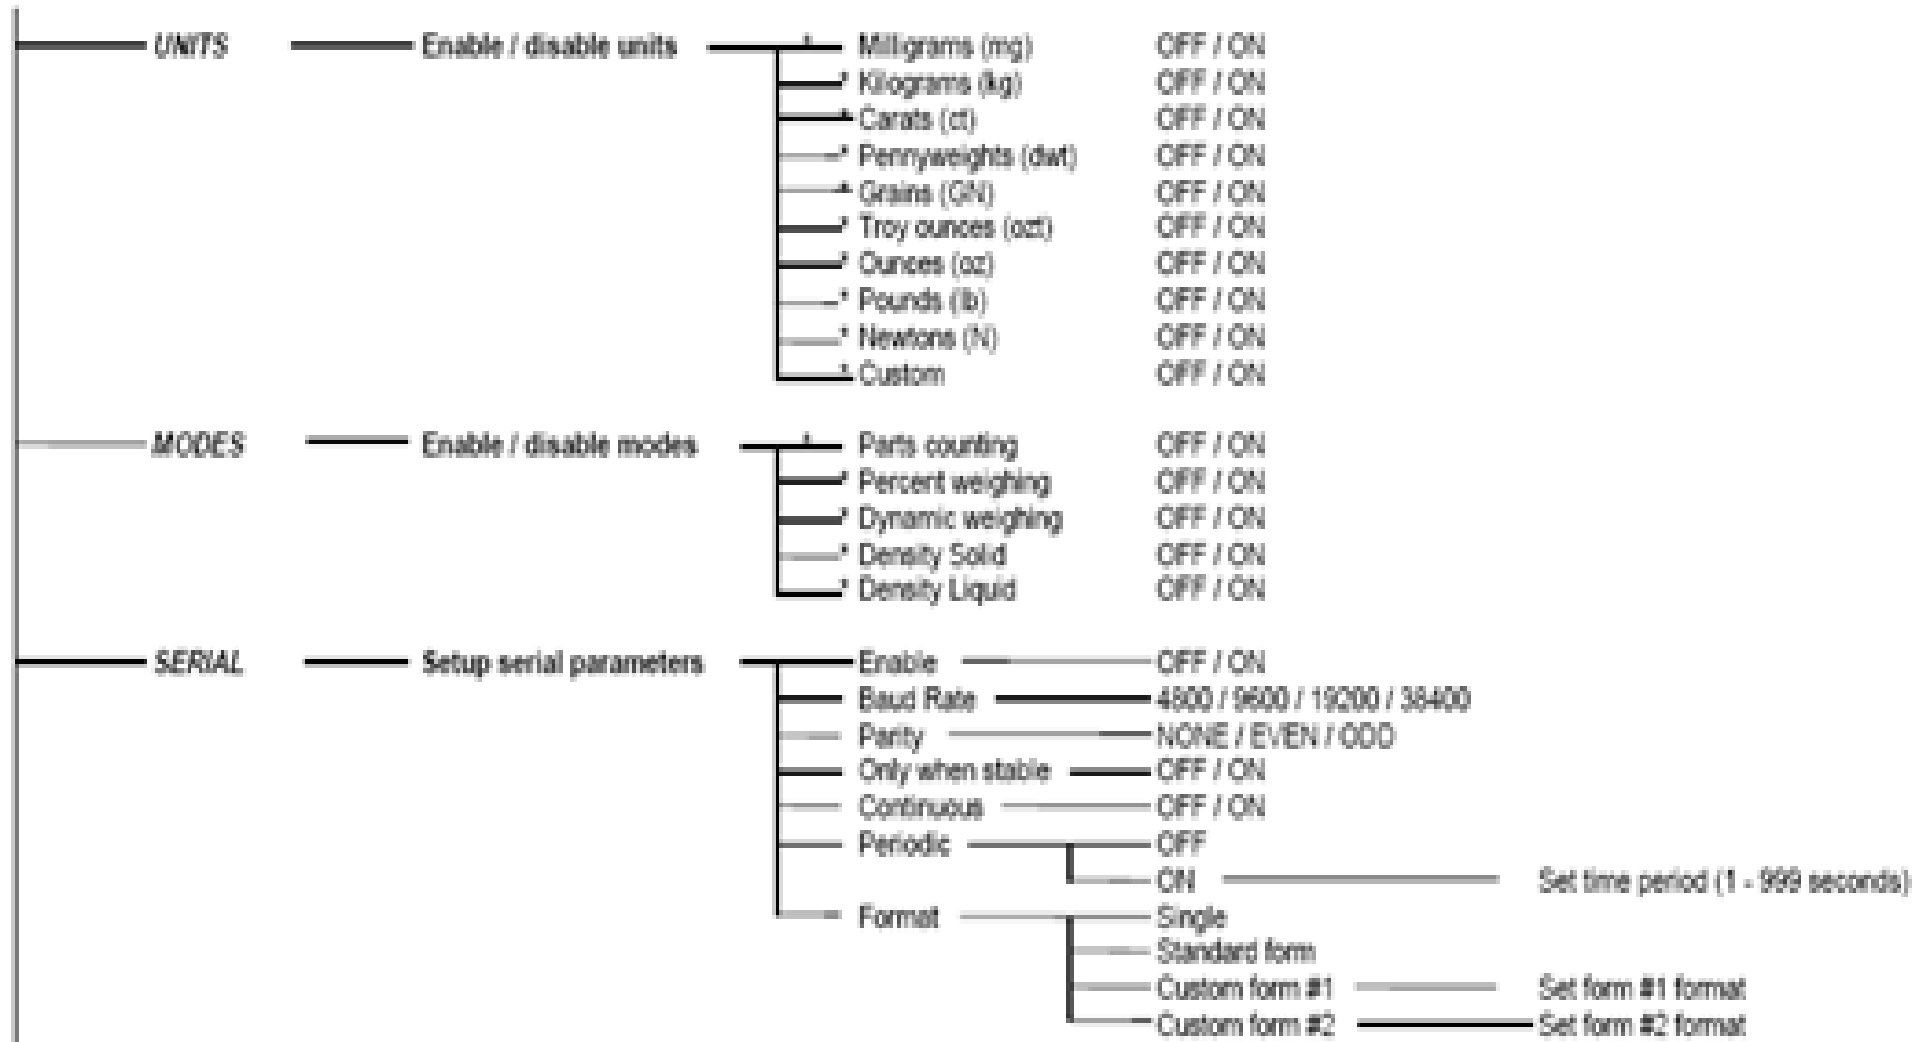 UNITS Enable / disable units * Milligrams (mg) OFF / ON
* Kilograms (kg) OFF / ON
* Carats (ct) OFF / ON
* Pennyweights (dwt) OFF / ON
* Grains (GN) OFF / ON
* Troy ounces (ozt) OFF / ON
* Ounces (oz) OFF / ON
* Pounds (lb) OFF / ON
* Newtons (N) OFF / ON
* Custom OFF / ON
MODES Enable / disable modes * Parts counting OFF / ON
* Percent weighing OFF / ON
* Dynamic weighing OFF / ON
* Density Solid OFF / ON
* Density Liquid OFF / ON
SERIAL Setup serial parameters Enable OFF / ON
Baud Rate 4800 / 9600 / 19200 / 38400
Parity NONE / EVEN / ODD
Only when stable OFF / ON
Continuous OFF / ON
Periodic OFF
ON Set time period (1 - 999 seconds)
Format Single
Standard form
Custom form #1 Set form #1 format
Custom form #2 Set form #2 format